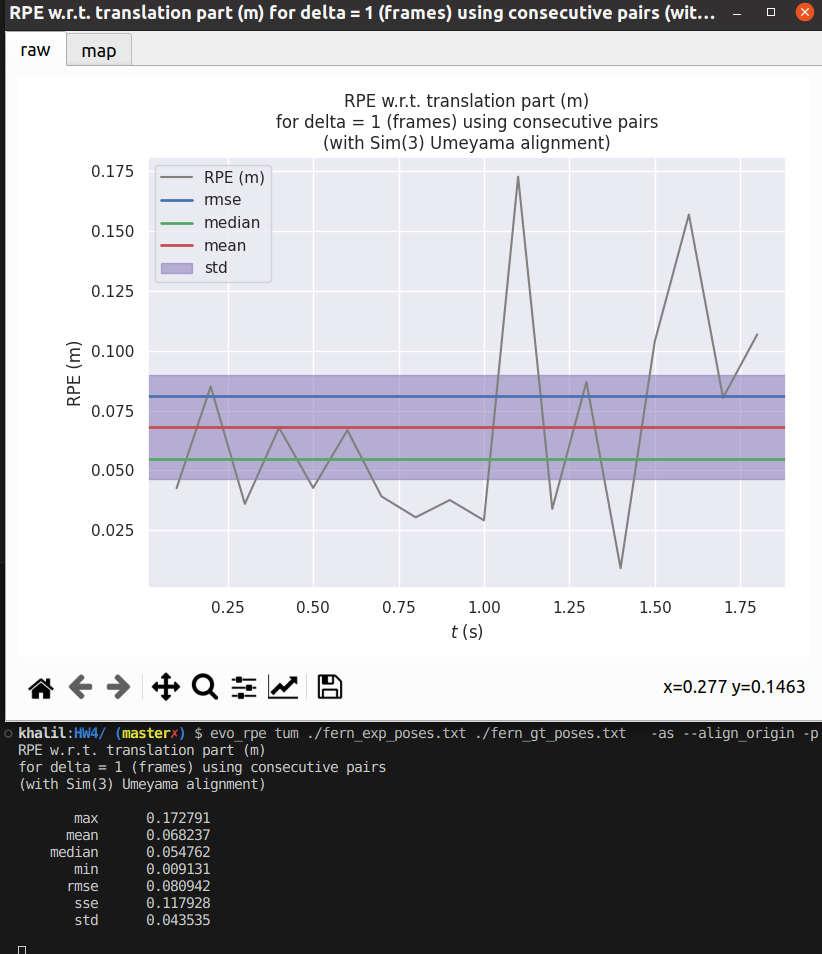 RPE w.r.t. translation part (m) for delta = 1 (frames) using consecutive pairs (wit...
raw map
RPE w.r.t. translation part (m)
for delta = 1 (frames) using consecutive pairs
(with Sim(3) Umeyama alignment)
RPE (m)
rmse
median
mean
std
0.175
0.150
0.125
0.100
0.075
0.050
0.025
RPE (m)
0.25 0.50 0.75 1.00 1.25 1.50 1.75
t (s)
x=0.277 y=0.1463
khalil:HW4/ (master✗) $ evo_rpe tum ./fern_exp_poses.txt ./fern_gt_poses.txt -as --align_origin -p
RPE w.r.t. translation part (m)
for delta = 1 (frames) using consecutive pairs
(with Sim(3) Umeyama alignment)
max 0.172791
mean 0.068237
median 0.054762
min 0.009131
rmse 0.080942
sse 0.117928
std 0.043535